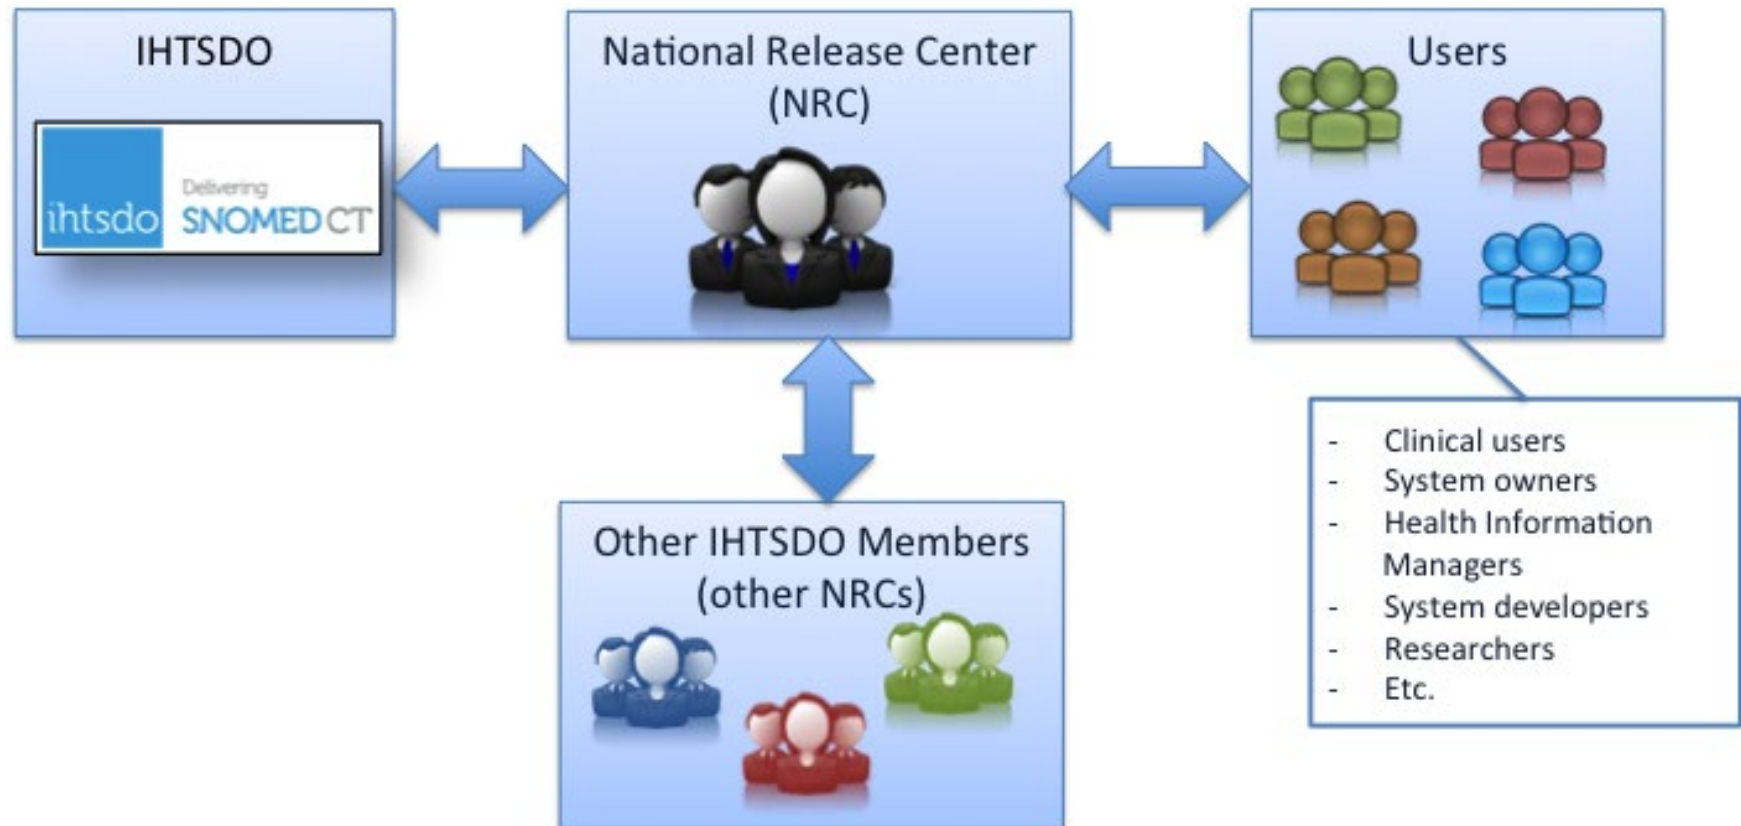 IHTSDO
ihtsdo
Delivering
SNOMED CT
National Release Center
(NRC)
Users
Other IHTSDO Members
(other NRCs)
- Clinical users
- System owners
- Health Information
Managers
- System developers
- Researchers
- Etc.